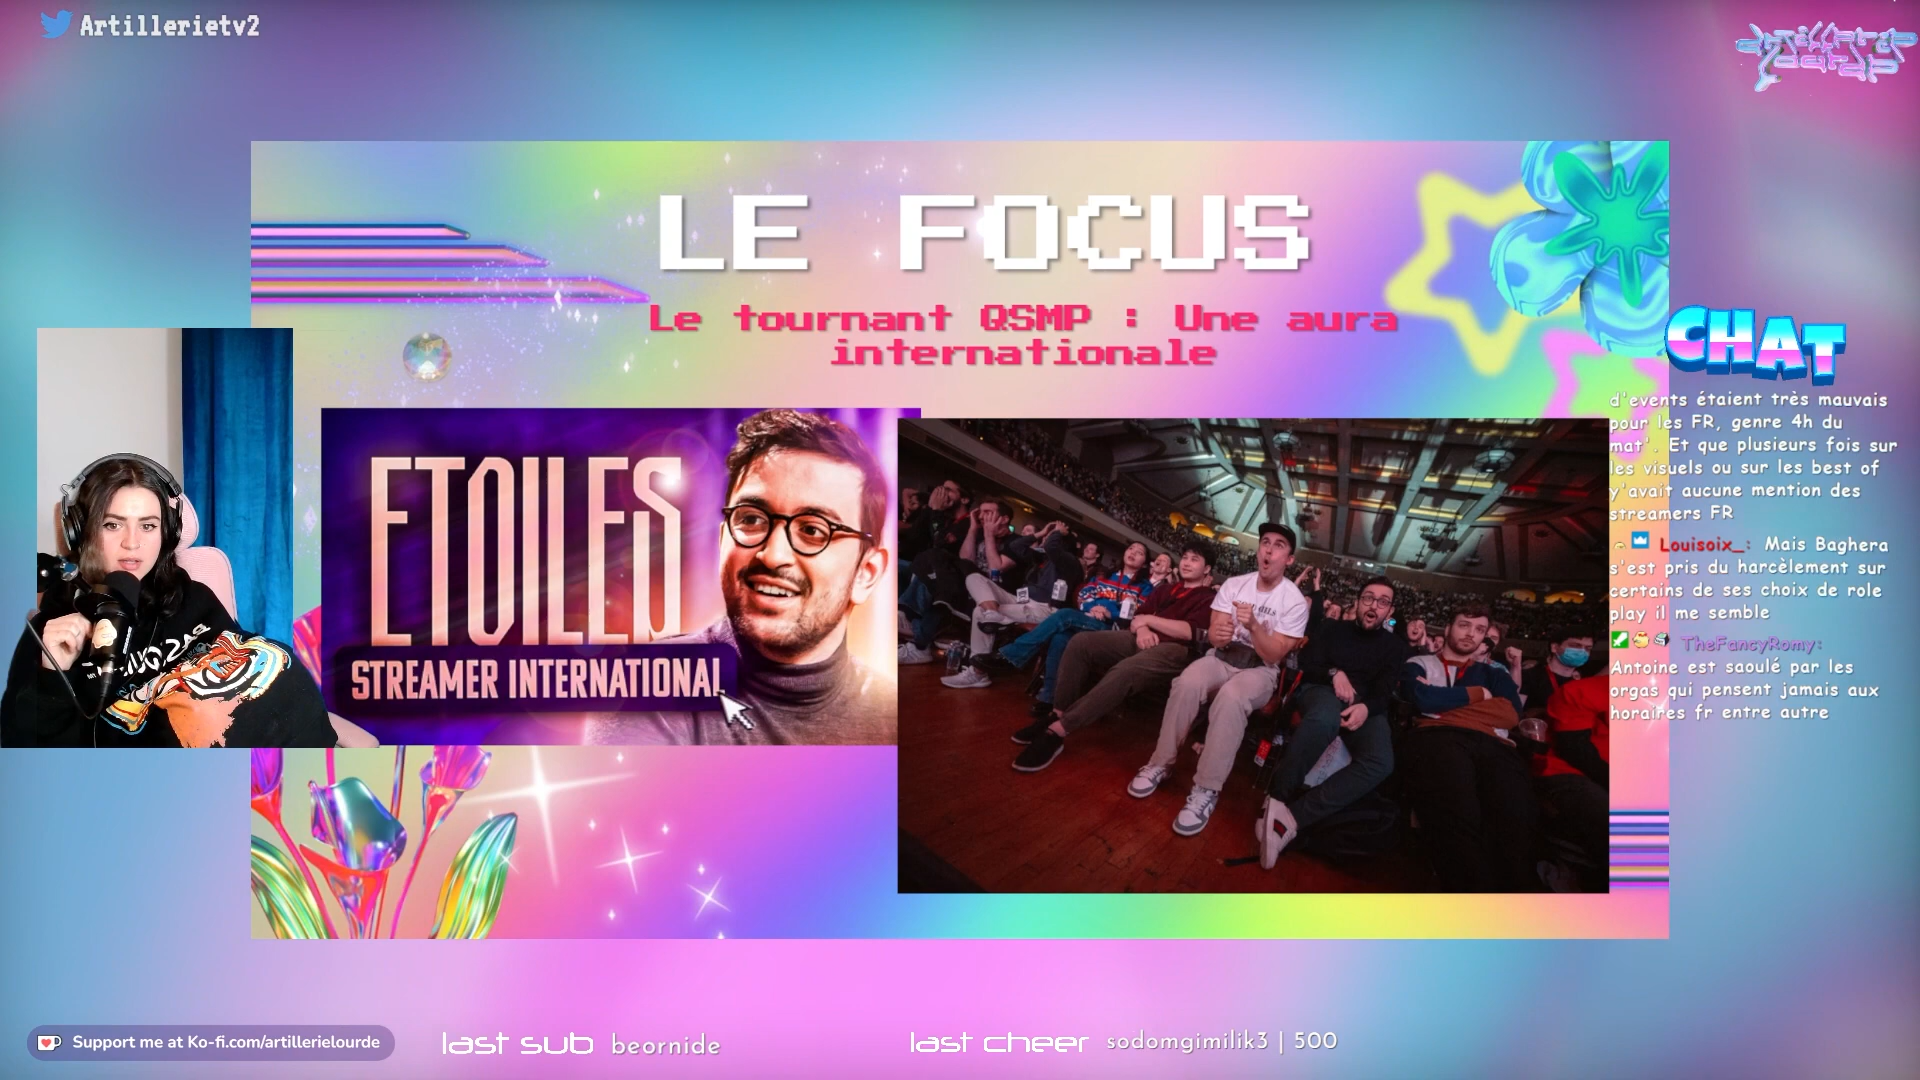 Artillerietv2
LE FOCUS
Le tournant QSMP : Une aura
internationale
ETOILES
STREAMER INTERNATIONAL
CHAT
d'events étaient très mauvais
pour les FR, genre 4h du
mat'. Et que plusieurs fois sur
les visuels ou sur les best of
y'avait aucune mention des
streamers FR
Louisoix_: Mais Baghera
s'est pris du harcèlement sur
certains de ses choix de role
play il me semble
TheFancyRomy:
Antoine est saoulé par les
orgas qui pensent jamais aux
horaires fr entre autre
Support me at Ko-fi.com/artillerielourde
last sub beornide
last cheer sodomgimilik3 | 500